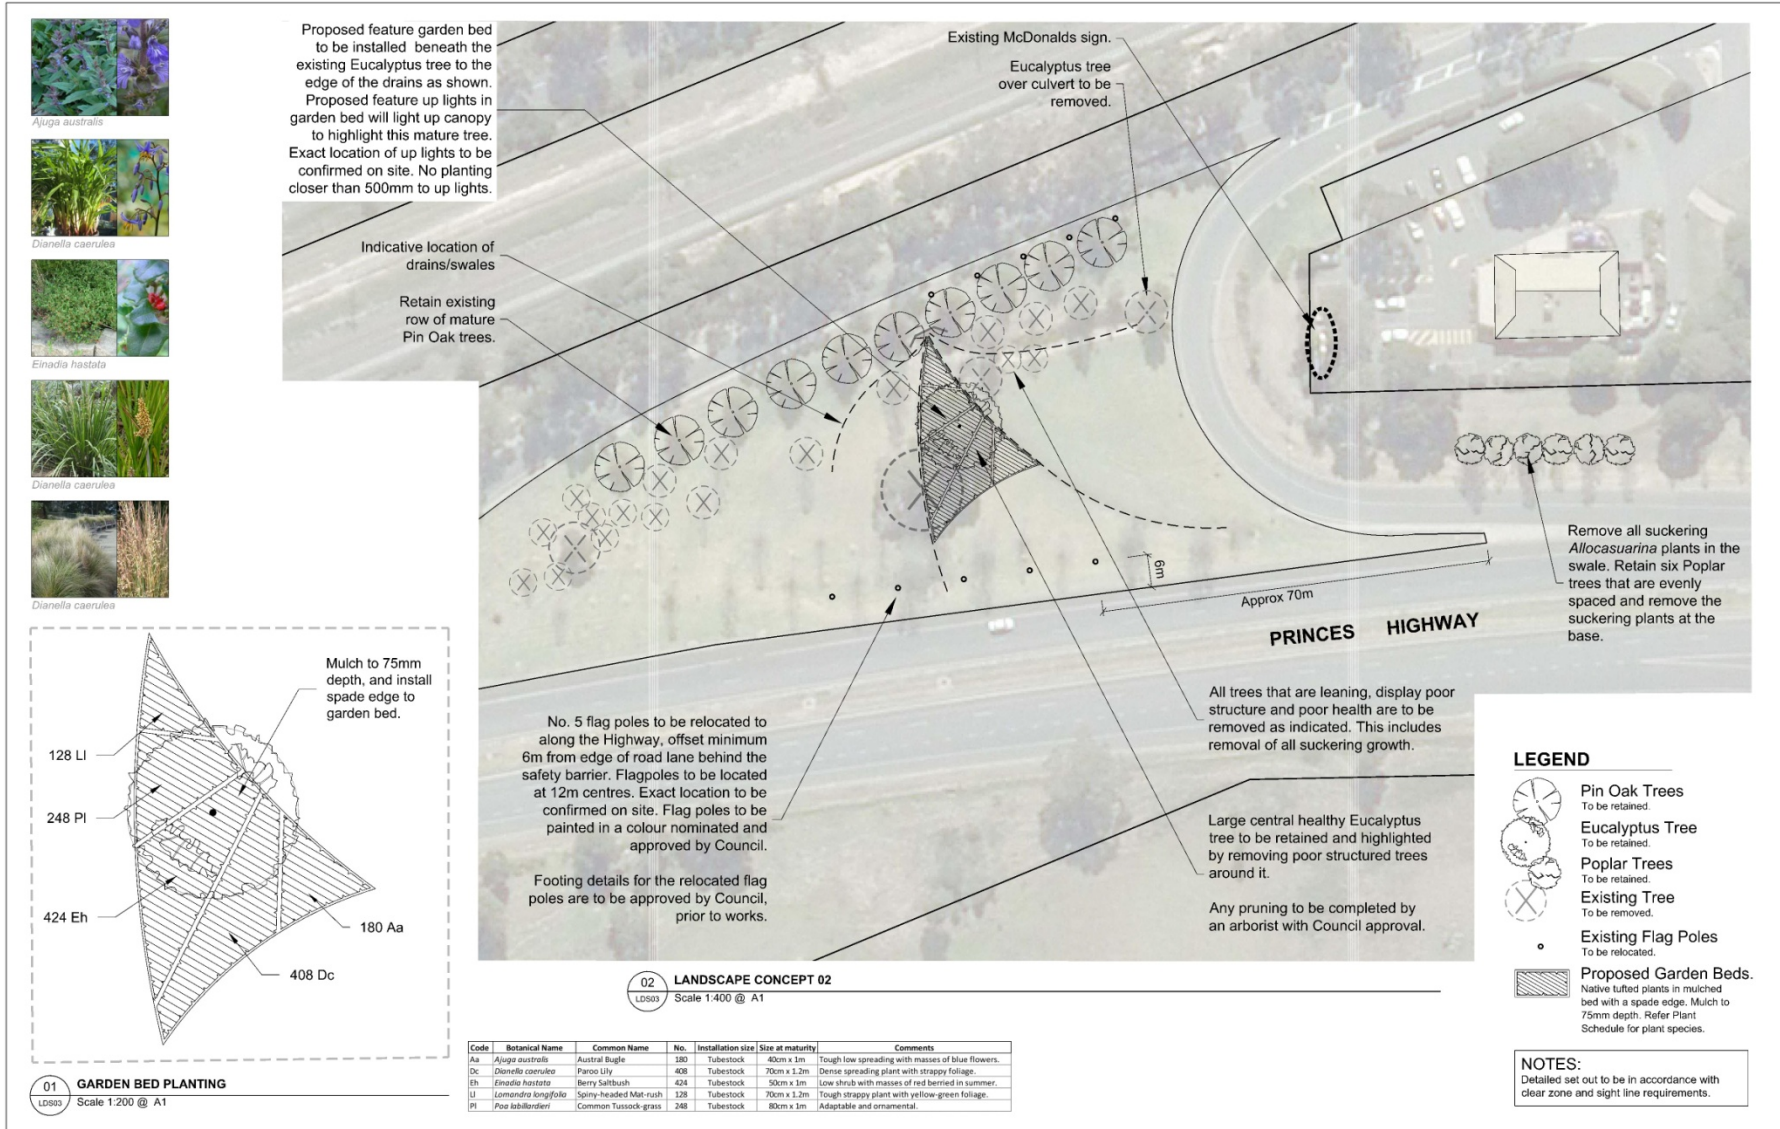 Ajuga australis
Dianella caerulea
Einadia hastata
Dianella caerulea
Dianella caerulea
Proposed feature garden bed
to be installed beneath the
existing Eucalyptus tree to the
edge of the drains as shown.
Proposed feature up lights in
garden bed will light up canopy
to highlight this mature tree.
Exact location of up lights to be
confirmed on site. No planting
closer than 500mm to up lights.
Indicative location of
drains/swales
Retain existing
row of mature
Pin Oak trees.
Existing McDonalds sign.
Eucalyptus tree
over culvert to be
removed.
Remove all suckering
Allocasuarina plants in the
swale. Retain six Poplar
trees that are evenly
spaced and remove the
suckering plants at the
base.
6m
Approx 70m
PRINCES HIGHWAY
No. 5 flag poles to be relocated to
along the Highway, offset minimum
6m from edge of road lane behind the
safety barrier. Flagpoles to be located
at 12m centres. Exact location to be
confirmed on site. Flag poles to be
painted in a colour nominated and
approved by Council.
Footing details for the relocated flag
poles are to be approved by Council,
prior to works.
All trees that are leaning, display poor
structure and poor health are to be
removed as indicated. This includes
removal of all suckering growth.
Large central healthy Eucalyptus
tree to be retained and highlighted
by removing poor structured trees
around it.
Any pruning to be completed by
an arborist with Council approval.
Mulch to 75mm
depth, and install
spade edge to
garden bed.
128 Ll
248 Pl
424 Eh
180 Aa
408 Dc
01
LDS03
GARDEN BED PLANTING
Scale 1:200 @ A1
02
LDS03
LANDSCAPE CONCEPT 02
Scale 1:400 @ A1
Code Botanical Name Common Name No. Installation size Size at maturity Comments
Aa Ajuga australis Austral Bugle 180 Tubestock 40cm x 1m Tough low spreading with masses of blue flowers.
Dc Dianella caerulea Paroo Lily 408 Tubestock 70cm x 1.2m Dense spreading plant with strappy foliage.
Eh Einadia hastata Berry Saltbush 424 Tubestock 50cm x 1m Low shrub with masses of red berried in summer.
Ll Lomandra longifolia Spiny-headed Mat-rush 128 Tubestock 70cm x 1.2m Tough strappy plant with yellow-green foliage.
Pl Poa labillardieri Common Tussock-grass 248 Tubestock 80cm x 1m Adaptable and ornamental.
LEGEND
Pin Oak Trees
To be retained.
Eucalyptus Tree
To be retained.
Poplar Trees
To be retained.
Existing Tree
To be removed.
Existing Flag Poles
To be relocated.
Proposed Garden Beds.
Native tufted plants in mulched
bed with a spade edge. Mulch to
75mm depth. Refer Plant
Schedule for plant species.
NOTES:
Detailed set out to be in accordance with
clear zone and sight line requirements.